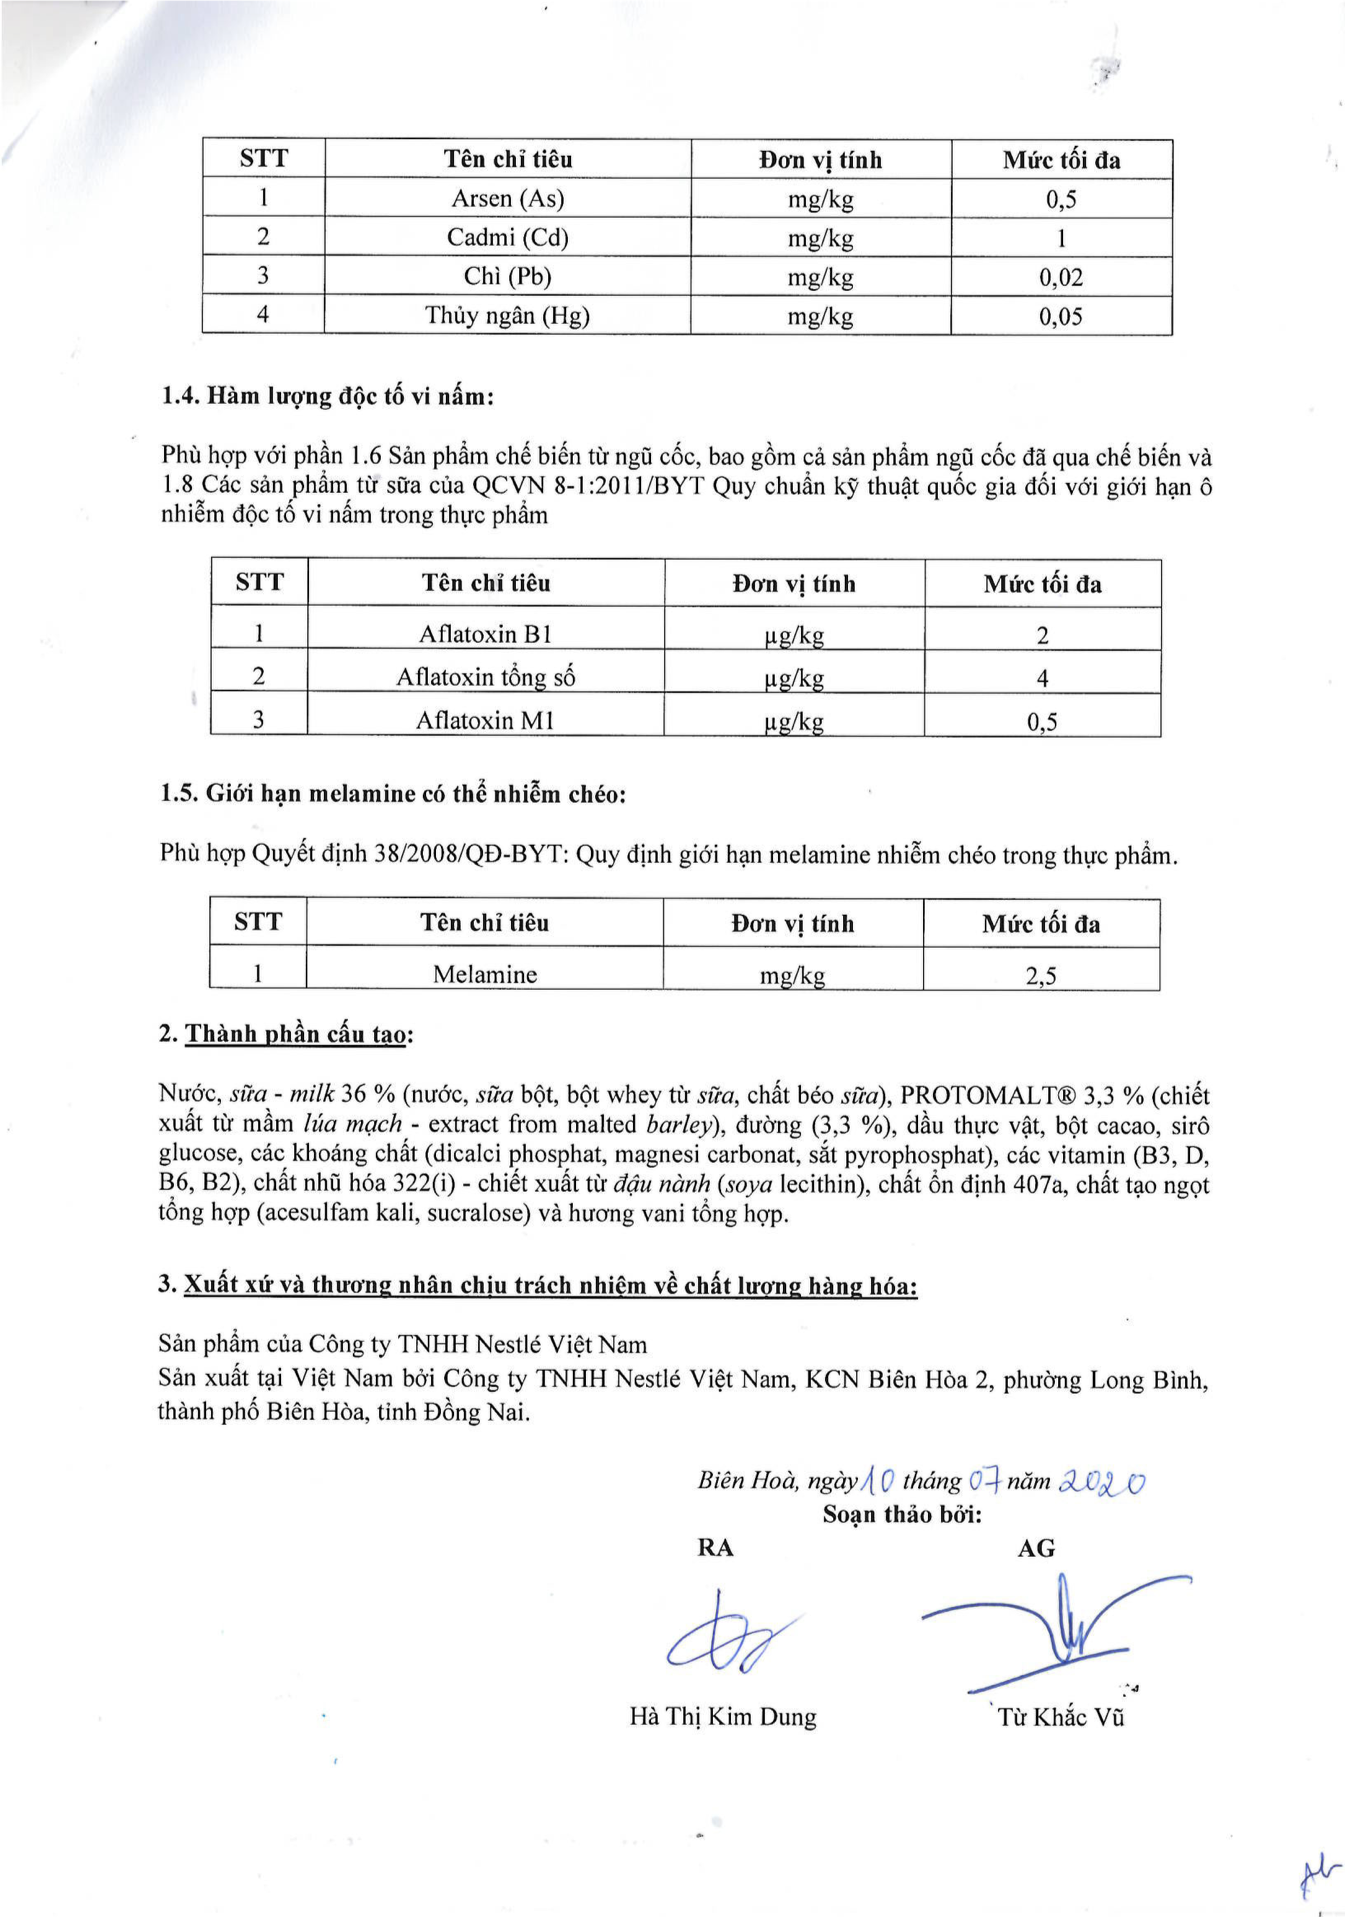 STT Tên chỉ tiêu Đơn vị tính Mức tối đa
1 Arsen (As) mg/kg 0,5
2 Cadmi (Cd) mg/kg 1
3 Chì (Pb) mg/kg 0,02
4 Thủy ngân (Hg) mg/kg 0,05
1.4. Hàm lượng độc tố vi nấm:
Phù hợp với phần 1.6 Sản phẩm chế biến từ ngũ cốc, bao gồm cả sản phẩm ngũ cốc đã qua chế biến và
1.8 Các sản phẩm từ sữa của QCVN 8-1:2011/BYT Quy chuẩn kỹ thuật quốc gia đối với giới hạn ô
nhiễm độc tố vi nấm trong thực phẩm
STT Tên chỉ tiêu Đơn vị tính Mức tối đa
1 Aflatoxin B1 µg/kg 2
2 Aflatoxin tổng số µg/kg 4
3 Aflatoxin M1 µg/kg 0,5
1.5. Giới hạn melamine có thể nhiễm chéo:
Phù hợp Quyết định 38/2008/QĐ-BYT: Quy định giới hạn melamine nhiễm chéo trong thực phẩm.
STT Tên chỉ tiêu Đơn vị tính Mức tối đa
1 Melamine mg/kg 2,5
2. Thành phần cấu tạo:
Nước, sữa - milk 36 % (nước, sữa bột, bột whey từ sữa, chất béo sữa), PROTOMALT® 3,3 % (chiết
xuất từ mầm lúa mạch - extract from malted barley), đường (3,3 %), dầu thực vật, bột cacao, sirô
glucose, các khoáng chất (dicalci phosphat, magnesi carbonat, sắt pyrophosphat), các vitamin (B3, D,
B6, B2), chất nhũ hóa 322(i) - chiết xuất từ đậu nành (soya lecithin), chất ổn định 407a, chất tạo ngọt
tổng hợp (acesulfam kali, sucralose) và hương vani tổng hợp.
3. Xuất xứ và thương nhân chịu trách nhiệm về chất lượng hàng hóa:
Sản phẩm của Công ty TNHH Nestlé Việt Nam
Sản xuất tại Việt Nam bởi Công ty TNHH Nestlé Việt Nam, KCN Biên Hòa 2, phường Long Bình,
thành phố Biên Hòa, tỉnh Đồng Nai.
Biên Hoà, ngày 10 tháng 07 năm 2020
Soạn thảo bởi:
RA AG
Hà Thị Kim Dung Từ Khắc Vũ